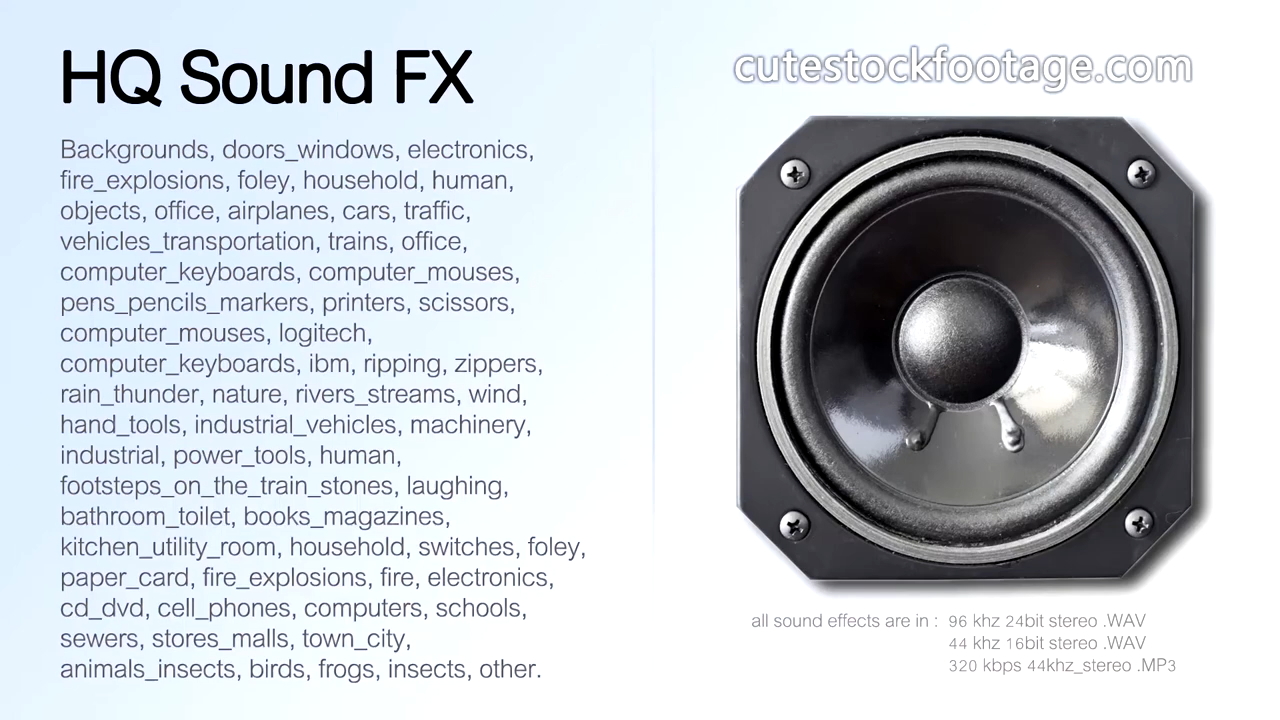 HQ Sound FX
Backgrounds, doors_windows, electronics,
fire_explosions, foley, household, human,
objects, office, airplanes, cars, traffic,
vehicles_transportation, trains, office,
computer_keyboards, computer_mouses,
pens_pencils_markers, printers, scissors,
computer_mouses, logitech,
computer_keyboards, ibm, ripping, zippers,
rain_thunder, nature, rivers_streams, wind,
hand_tools, industrial_vehicles, machinery,
industrial, power_tools, human,
footsteps_on_the_train_stones, laughing,
bathroom_toilet, books_magazines,
kitchen_utility_room, household, switches, foley,
paper_card, fire_explosions, fire, electronics,
cd_dvd, cell_phones, computers, schools,
sewers, stores_malls, town_city,
animals_insects, birds, frogs, insects, other.
cutestockfootage.com
all sound effects are in : 96 khz 24bit stereo .WAV
44 khz 16bit stereo .WAV
320 kbps 44khz_stereo .MP3